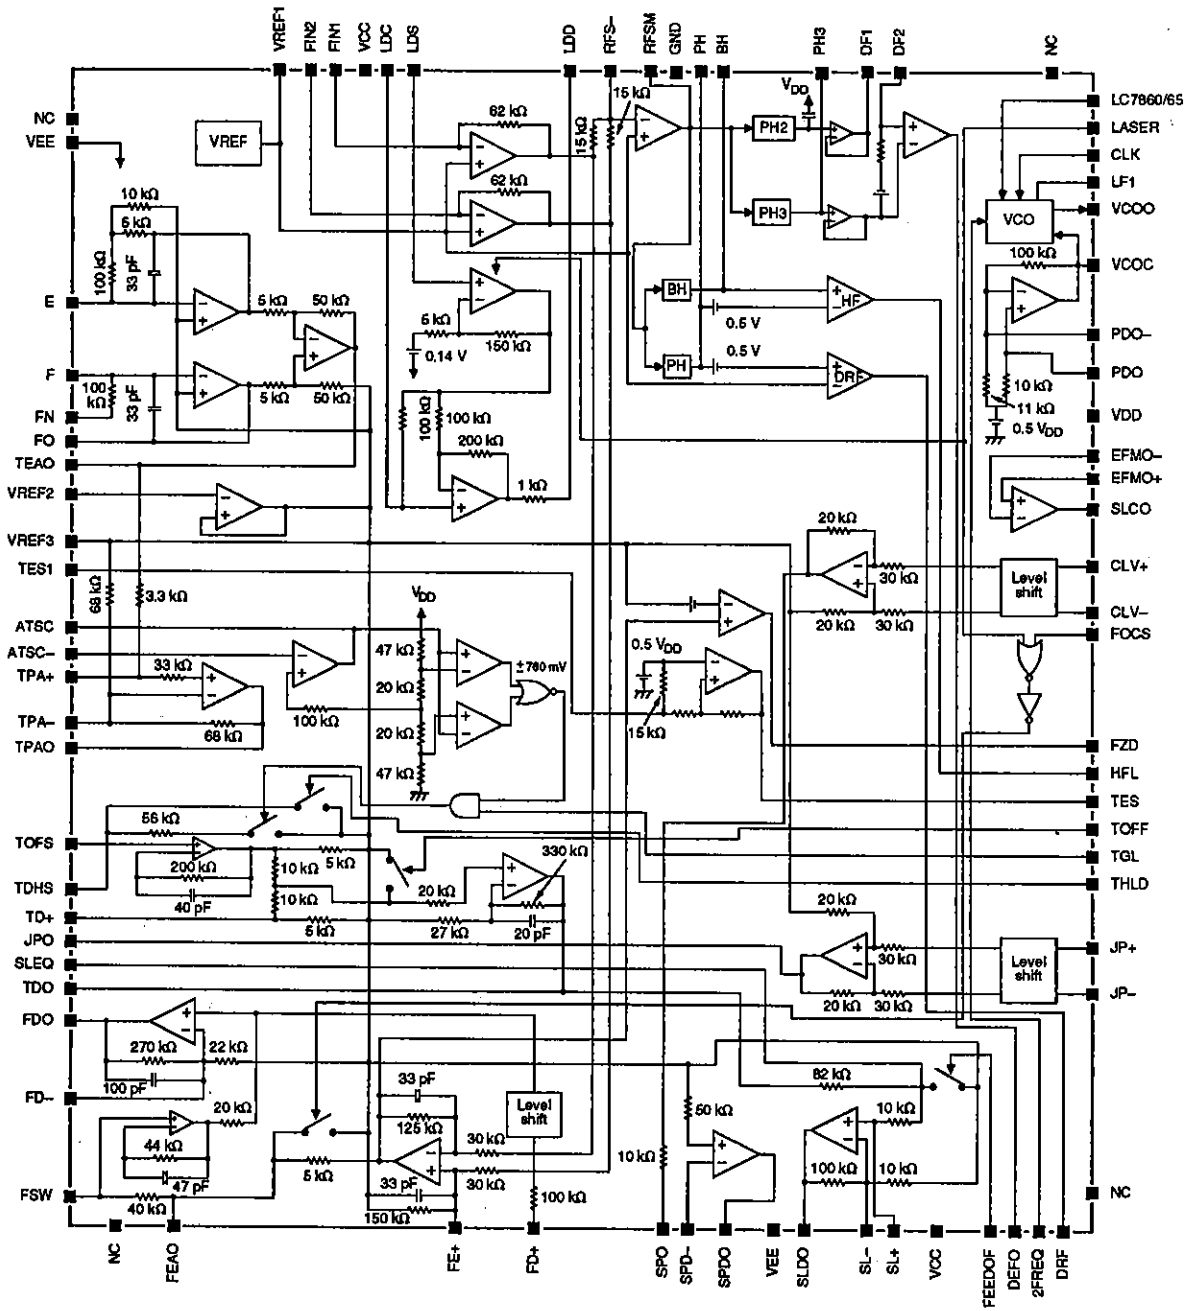 VREF1
FIN2
FIN1
VCC
LDC
LDS
LDD
RFS–
RFSM
GND
PH
BH
PH3
DF1
DF2
NC
NC
VEE
E
F
FN
FO
TEAO
VREF2
VREF3
TES1
ATSC
ATSC–
TPA+
TPA–
TPAO
TOFS
TDHS
TD+
JPO
SLEQ
TDO
FDO
FD–
FSW
LC7860/65
LASER
CLK
LF1
VCOO
VCOC
PDO–
PDO
VDD
EFMO–
EFMO+
SLCO
CLV+
CLV–
FOCS
FZD
HFL
TES
TOFF
TGL
THLD
JP+
JP–
NC
NC
FEAO
FE+
FD+
SPO
SPD–
SPDO
VEE
SLDO
SL–
SL+
VCC
FEEDOF
DEFO
2FREQ
DRF
VREF
10 kΩ
5 kΩ
100 kΩ
33 pF
5 kΩ
50 kΩ
5 kΩ
50 kΩ
100
kΩ
33 pF
62 kΩ
62 kΩ
15 kΩ
15 kΩ
5 kΩ
0.14 V
150 kΩ
100 kΩ
100 kΩ
200 kΩ
1 kΩ
VDD
PH2
PH3
BH
PH
0.5 V
0.5 V
HF
DRF
VCO
100 kΩ
10 kΩ
11 kΩ
0.5 VDD
68 kΩ
3.3 kΩ
33 kΩ
68 kΩ
100 kΩ
VDD
47 kΩ
20 kΩ
20 kΩ
47 kΩ
±760 mV
0.5 VDD
15 kΩ
20 kΩ
30 kΩ
20 kΩ
30 kΩ
Level
shift
56 kΩ
200 kΩ
40 pF
10 kΩ
10 kΩ
5 kΩ
5 kΩ
20 kΩ
27 kΩ
330 kΩ
20 pF
20 kΩ
30 kΩ
20 kΩ
30 kΩ
Level
shift
270 kΩ
22 kΩ
100 pF
20 kΩ
44 kΩ
47 pF
40 kΩ
5 kΩ
33 pF
125 kΩ
30 kΩ
30 kΩ
33 pF
150 kΩ
Level
shift
100 kΩ
10 kΩ
50 kΩ
82 kΩ
10 kΩ
100 kΩ
10 kΩ